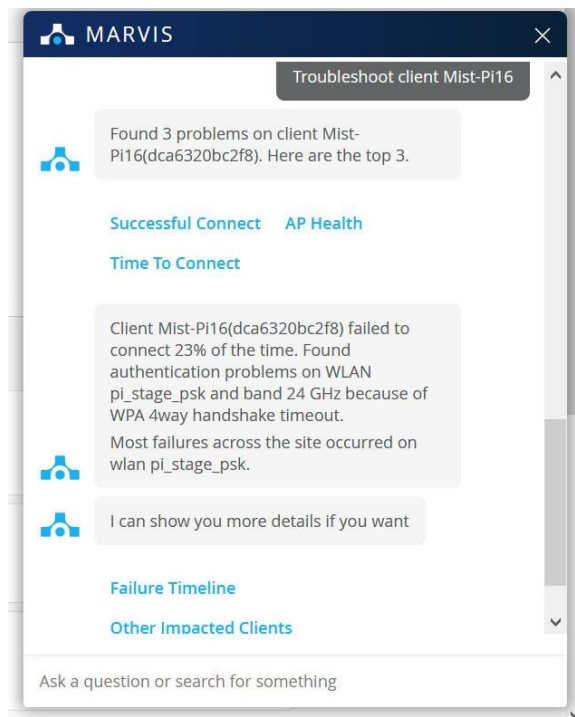 MARVIS
Troubleshoot client Mist-Pi16
Found 3 problems on client Mist-
Pi16(dca6320bc2f8). Here are the top 3.
Successful Connect AP Health
Time To Connect
Client Mist-Pi16(dca6320bc2f8) failed to
connect 23% of the time. Found
authentication problems on WLAN
pi_stage_psk and band 24 GHz because of
WPA 4way handshake timeout.
Most failures across the site occurred on
wlan pi_stage_psk.
I can show you more details if you want
Failure Timeline
Other Impacted Clients
Ask a question or search for something